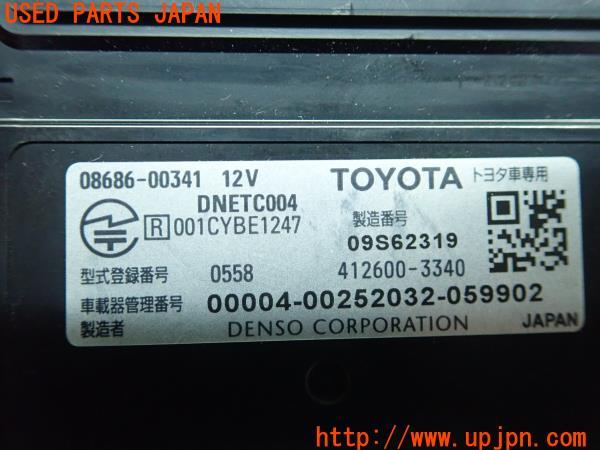 USED PARTS JAPAN
08686-00341 12V TOYOTA トヨタ車専用
DNETC004
R 001CYBE1247 製造番号
09S62319
型式登録番号 0558 412600-3340
車載器管理番号 00004-00252032-059902
製造者 DENSO CORPORATION JAPAN
http://www.upjpn.com